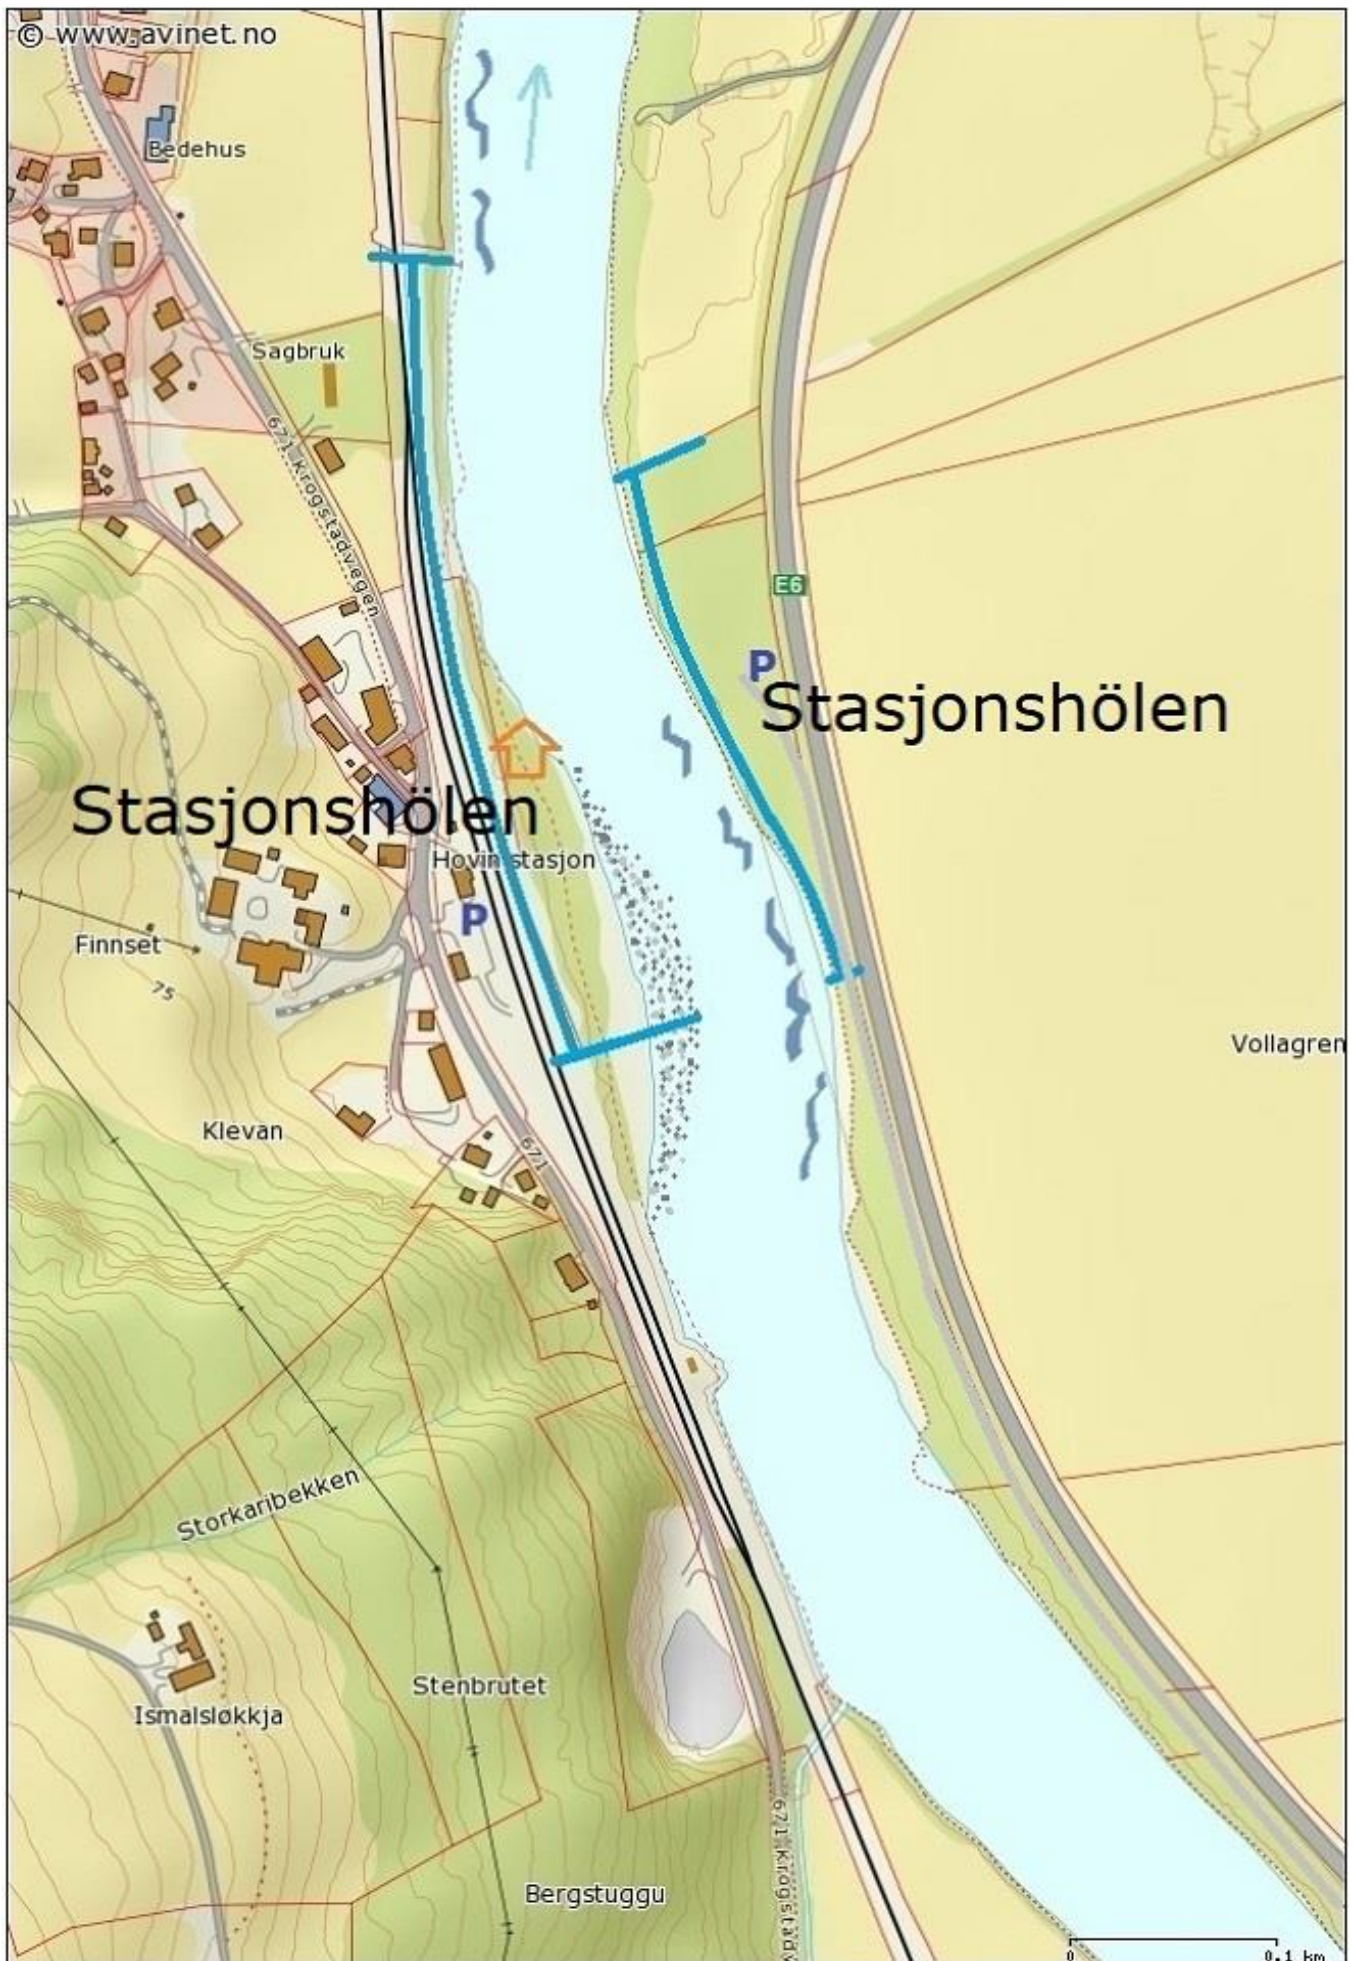 © www.avinet.no
Bedehus
Sagbruk
671 Krogstadvegen
E6
P
Stasjonshölen
Stasjonshölen
Hovin stasjon
P
Finnset
75
Vollagren
Klevan
671
Storkaribekken
Stenbrutet
Ismalsløkkja
671 Krogstadv
Bergstuggu
0 0.1 km